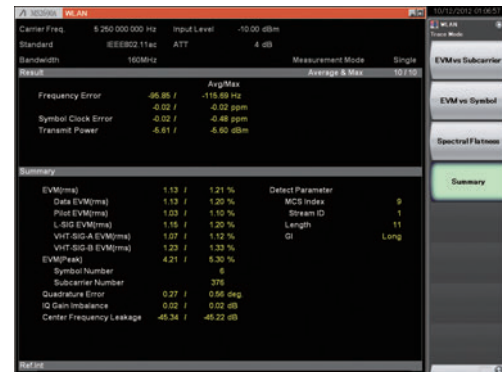 MS2690A WLAN
10/12/2012 01:06:57
Carrier Freq. 5 250 000 000 Hz Input Level -10.00 dBm
Standard IEEE802.11ac ATT 4 dB
Bandwidth 160MHz Measurement Mode Single
Result Average & Max 10 / 10
Avg/Max
Frequency Error -95.85 / -115.69 Hz
-0.02 / -0.02 ppm
Symbol Clock Error -0.02 / -0.48 ppm
Transmit Power -5.61 / -5.60 dBm
Summary
EVM(rms) 1.13 / 1.21 % Detect Parameter
Data EVM(rms) 1.13 / 1.20 % MCS Index 9
Pilot EVM(rms) 1.03 / 1.10 % Stream ID 1
L-SIG EVM(rms) 1.15 / 1.20 % Length 11
VHT-SIG-A EVM(rms) 1.07 / 1.12 % GI Long
VHT-SIG-B EVM(rms) 1.23 / 1.33 %
EVM(Peak) 4.21 / 5.30 %
Symbol Number 6
Subcarrier Number 376
Quadrature Error 0.27 / 0.56 deg.
IQ Gain Imbalance 0.02 / 0.02 dB
Center Frequency Leakage -45.34 / -45.22 dB
Ref.Int
WLAN
Trace Mode
EVM vs Subcarrier
EVM vs Symbol
Spectral Flatness
Summary